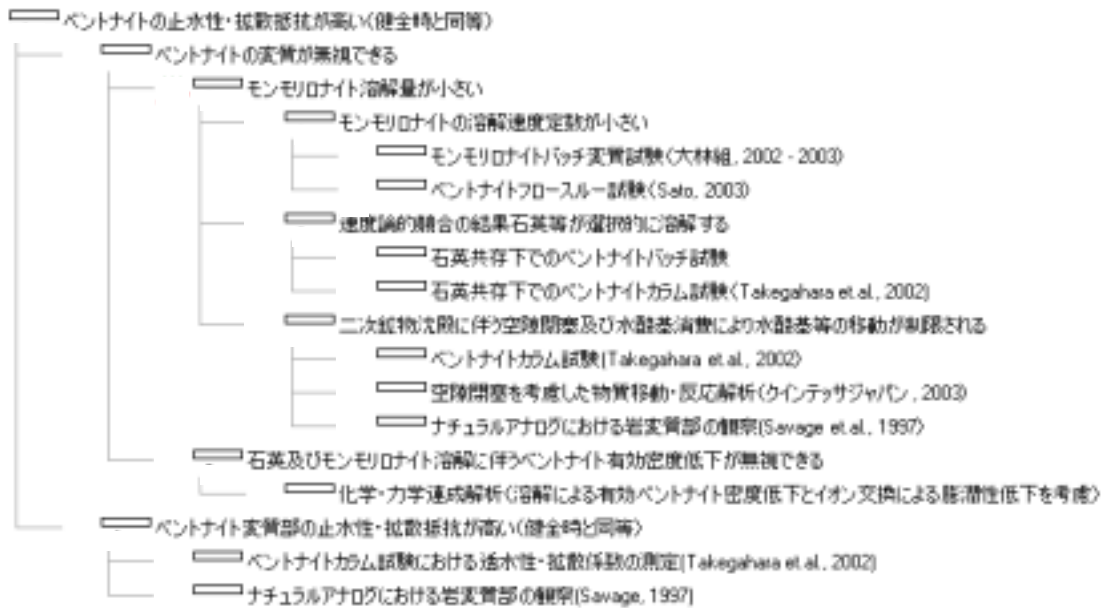 ベントナイトの止水性・拡散抵抗が高い(健全時と同等)
ベントナイトの変質が無視できる
モンモリロナイト溶解量が小さい
モンモリロナイトの溶解速度定数が小さい
モンモリロナイトバッチ変質試験(大林組, 2002 - 2003)
ベントナイトフロースルー試験(Sato, 2003)
速度論的競合の結果石英等が選択的に溶解する
石英共存下でのベントナイトバッチ試験
石英共存下でのベントナイトカラム試験(Takegahara et.al., 2002)
二次鉱物沈殿に伴う空隙閉塞及び水酸基消費により水酸基等の移動が制限される
ベントナイトカラム試験(Takegahara et.al., 2002)
空隙閉塞を考慮した物質移動・反応解析(クインテッサジャパン, 2003)
ナチュラルアナログにおける岩変質部の観察(Savage et.al., 1997)
石英及びモンモリロナイト溶解に伴うベントナイト有効密度低下が無視できる
化学・力学連成解析(溶解による有効ベントナイト密度低下とイオン交換による膨潤性低下を考慮)
ベントナイト変質部の止水性・拡散抵抗が高い(健全時と同等)
ベントナイトカラム試験における透水性・拡散係数の測定(Takegahara et.al., 2002)
ナチュラルアナログにおける岩変質部の観察(Savage, 1997)